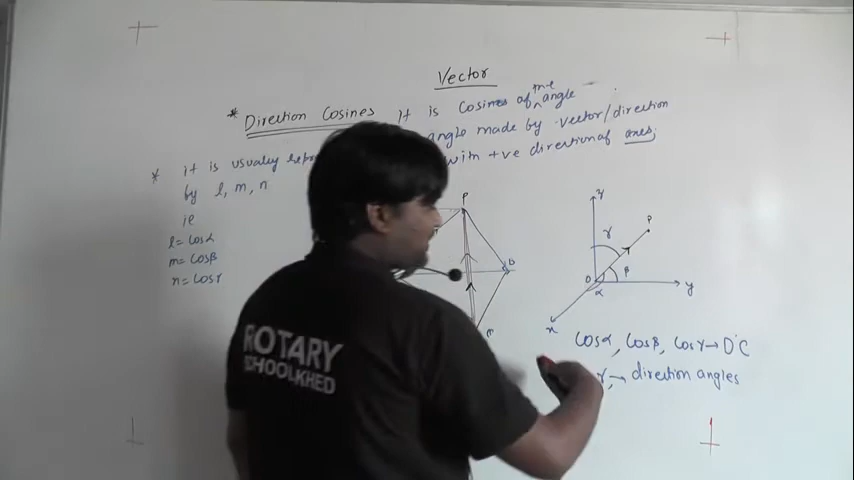 Vector
* Direction Cosines It is Cosines of m-e angle
angle made by vector/direction
* it is usualy repr with +ve direction of axes,
by l, m, n
ie
l = cosα
m = cosβ
n = cosγ
P
D
y
P
γ
β
O
α
y
x
cosα, cosβ, cosγ → D'C
γ, → direction angles
ROTARY